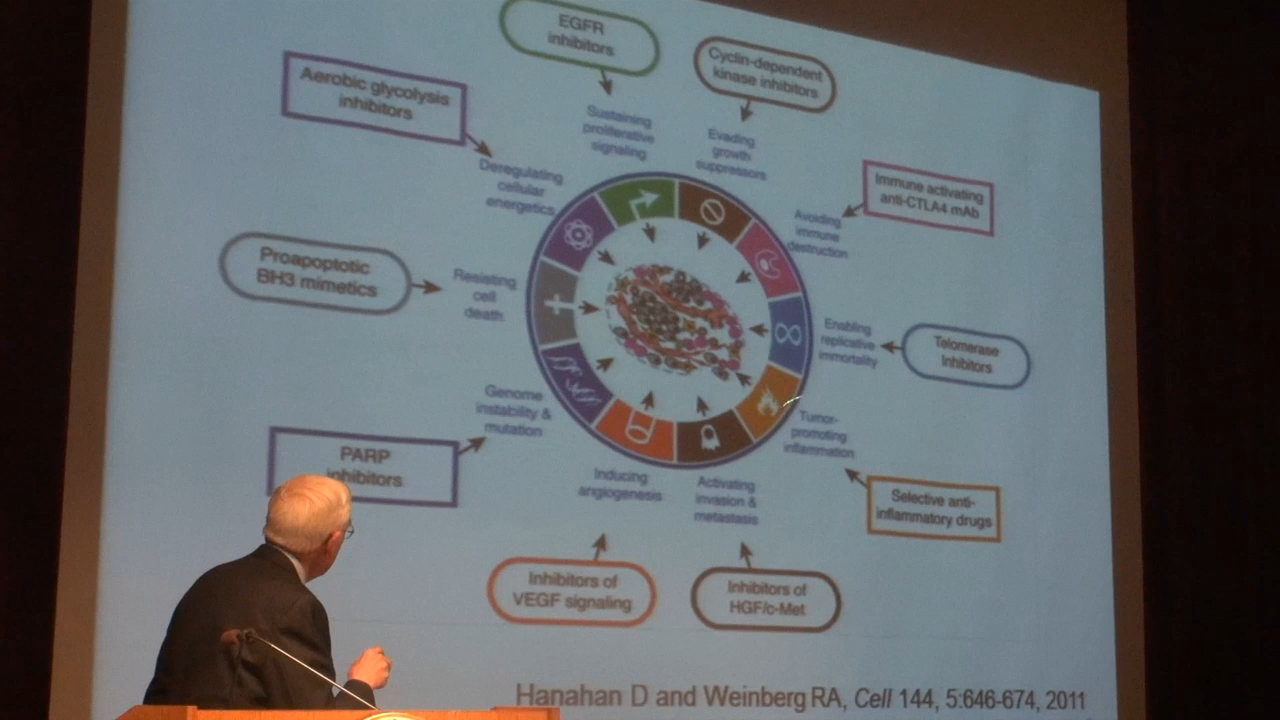 EGFR
inhibitors
Cyclin-dependent
kinase inhibitors
Aerobic glycolysis
inhibitors
Sustaining
proliferative
signaling
Evading
growth
suppressors
Deregulating
cellular
energetics
Immune activating
anti-CTLA4 mAb
Avoiding
immune
destruction
Proapoptotic
BH3 mimetics
Resisting
cell
death
Enabling
replicative
immortality
Telomerase
Inhibitors
Genome
instability &
mutation
Tumor-
promoting
inflammation
PARP
inhibitors
Inducing
angiogenesis
Activating
invasion &
metastasis
Selective anti-
inflammatory drugs
Inhibitors of
VEGF signaling
Inhibitors of
HGF/c-Met
Hanahan D and Weinberg RA, Cell 144, 5:646-674, 2011